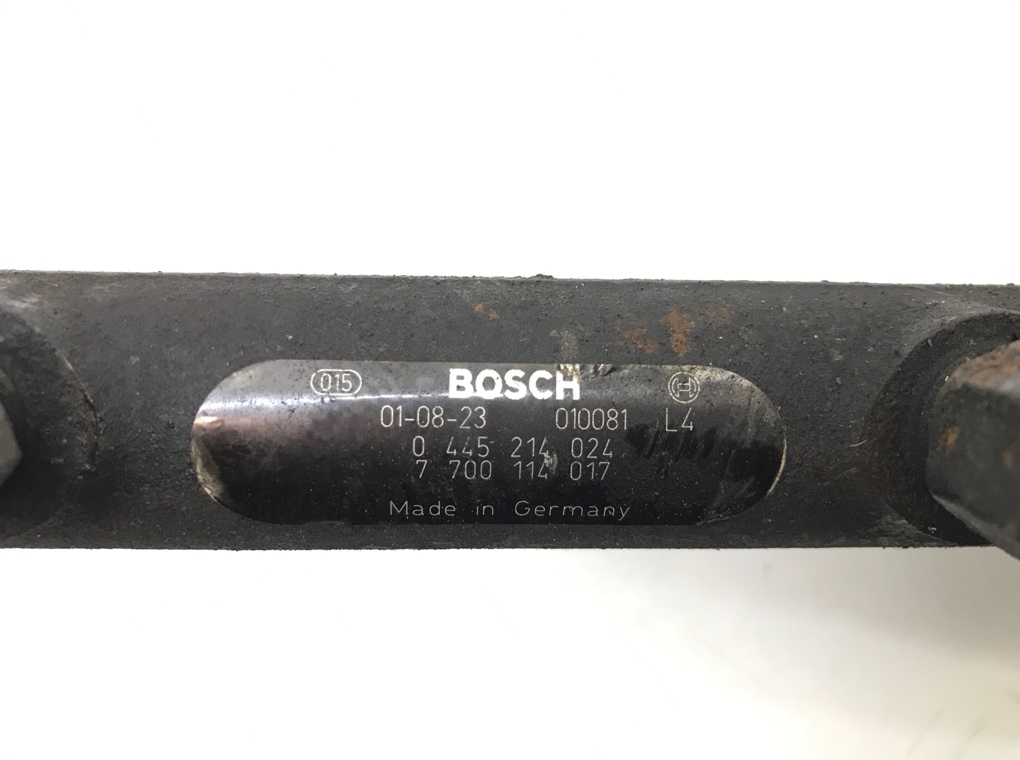 015 BOSCH
01-08-23 010081 L4
0 445 214 024
7 700 114 017
Made in Germany